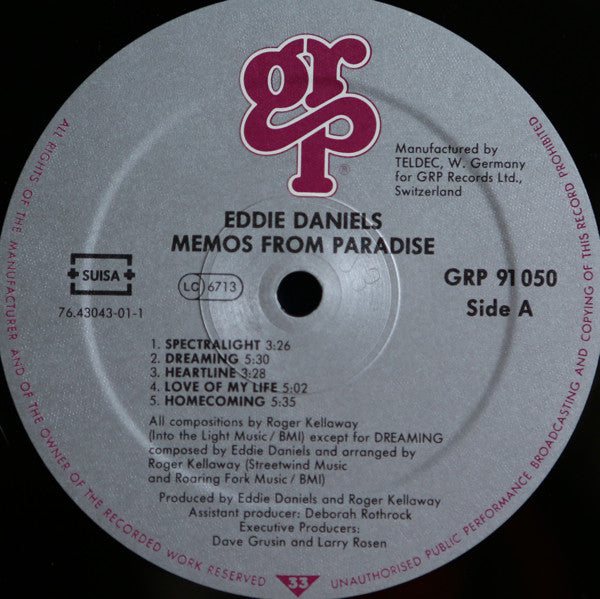 grp
®
Manufactured by
TELDEC, W. Germany
for GRP Records Ltd.,
Switzerland
EDDIE DANIELS
MEMOS FROM PARADISE
SUISA
LC 6713
GRP 91 050
76.43043-01-1
Side A
1. SPECTRALIGHT 3:26
2. DREAMING 5:30
3. HEARTLINE 3:28
4. LOVE OF MY LIFE 5:02
5. HOMECOMING 5:35
All compositions by Roger Kellaway
(Into the Light Music / BMI) except for DREAMING
composed by Eddie Daniels and arranged by
Roger Kellaway (Streetwind Music
and Roaring Fork Music / BMI)
Produced by Eddie Daniels and Roger Kellaway
Assistant producer: Deborah Rothrock
Executive Producers:
Dave Grusin and Larry Rosen
33
ALL RIGHTS OF THE MANUFACTURER AND OF THE OWNER OF THE RECORDED WORK RESERVED
UNAUTHORISED PUBLIC PERFORMANCE BROADCASTING AND COPYING OF THIS RECORD PROHIBITED